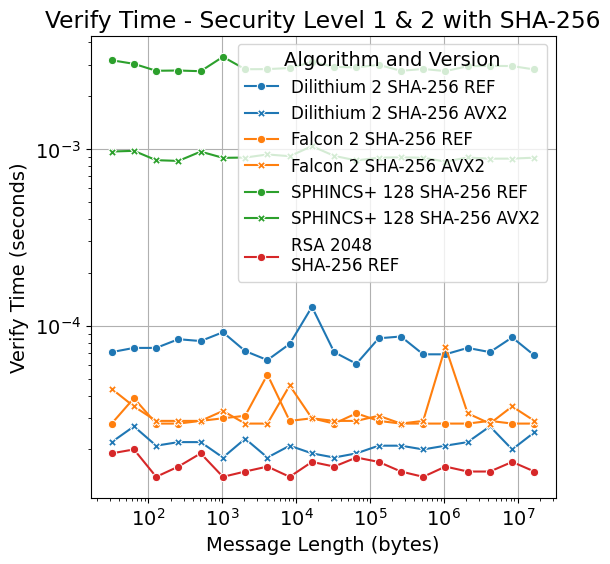 Verify Time - Security Level 1 & 2 with SHA-256
Algorithm and Version
Dilithium 2 SHA-256 REF
Dilithium 2 SHA-256 AVX2
Falcon 2 SHA-256 REF
Falcon 2 SHA-256 AVX2
SPHINCS+ 128 SHA-256 REF
SPHINCS+ 128 SHA-256 AVX2
RSA 2048
SHA-256 REF
Verify Time (seconds)
10⁻³
10⁻⁴
10² 10³ 10⁴ 10⁵ 10⁶ 10⁷
Message Length (bytes)